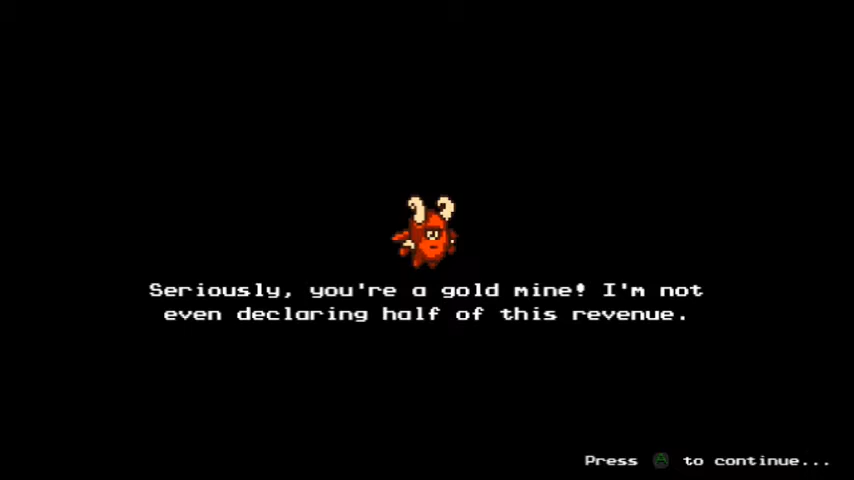 Seriously, you're a gold mine! I'm not
even declaring half of this revenue.
Press to continue...